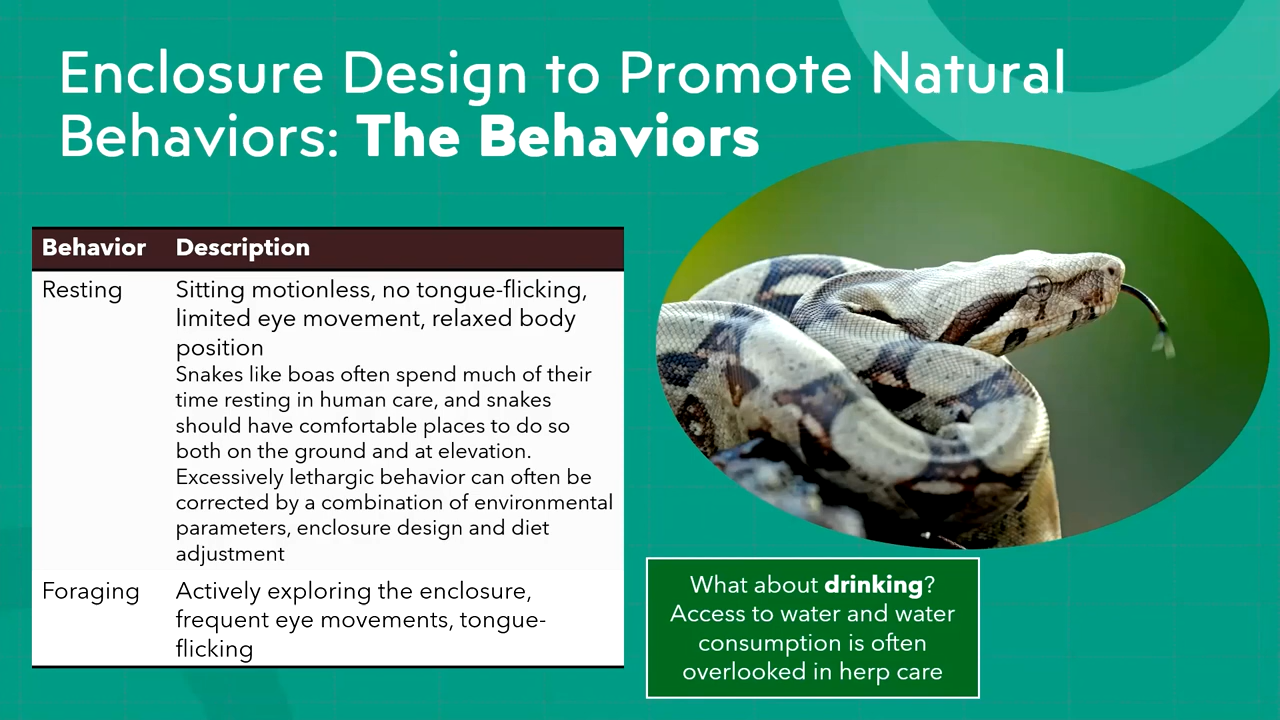 Enclosure Design to Promote Natural
Behaviors: The Behaviors
Behavior Description
Resting Sitting motionless, no tongue-flicking,
limited eye movement, relaxed body
position
Snakes like boas often spend much of their
time resting in human care, and snakes
should have comfortable places to do so
both on the ground and at elevation.
Excessively lethargic behavior can often be
corrected by a combination of environmental
parameters, enclosure design and diet
adjustment
Foraging Actively exploring the enclosure,
frequent eye movements, tongue-
flicking
What about drinking?
Access to water and water
consumption is often
overlooked in herp care